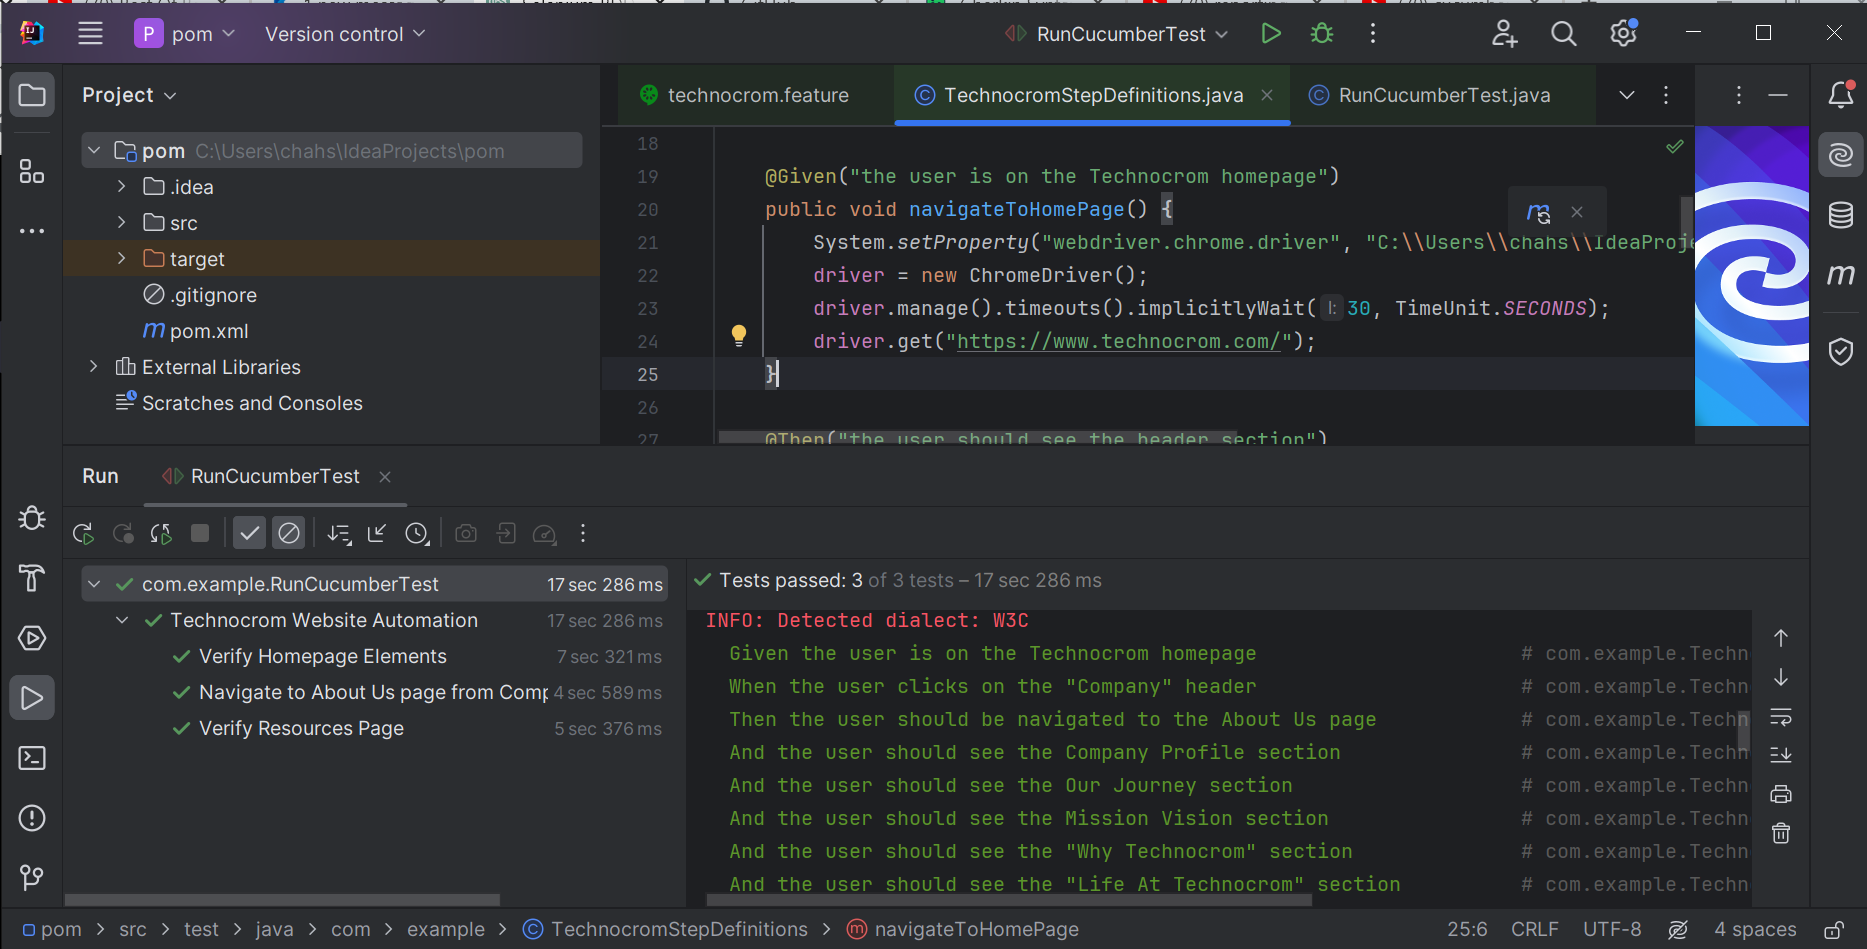 P pom Version control RunCucumberTest
Project technocrom.feature TechnocromStepDefinitions.java RunCucumberTest.java
pom C:\Users\chahs\IdeaProjects\pom
.idea
src
target
.gitignore
m pom.xml
External Libraries
Scratches and Consoles
18
19 @Given("the user is on the Technocrom homepage")
20 public void navigateToHomePage() {
21 System.setProperty("webdriver.chrome.driver", "C:\\Users\\chahs\\IdeaProje
22 driver = new ChromeDriver();
23 driver.manage().timeouts().implicitlyWait( l: 30, TimeUnit.SECONDS);
24 driver.get("https://www.technocrom.com/");
25 }
26
27 @Then("the user should see the header section")
Run RunCucumberTest
com.example.RunCucumberTest 17 sec 286 ms
Technocrom Website Automation 17 sec 286 ms
Verify Homepage Elements 7 sec 321 ms
Navigate to About Us page from Comp 4 sec 589 ms
Verify Resources Page 5 sec 376 ms
Tests passed: 3 of 3 tests – 17 sec 286 ms
INFO: Detected dialect: W3C
Given the user is on the Technocrom homepage # com.example.Techn
When the user clicks on the "Company" header # com.example.Techn
Then the user should be navigated to the About Us page # com.example.Techn
And the user should see the Company Profile section # com.example.Techn
And the user should see the Our Journey section # com.example.Techn
And the user should see the Mission Vision section # com.example.Techn
And the user should see the "Why Technocrom" section # com.example.Techn
And the user should see the "Life At Technocrom" section # com.example.Techn
pom > src > test > java > com > example > TechnocromStepDefinitions > navigateToHomePage 25:6 CRLF UTF-8 4 spaces